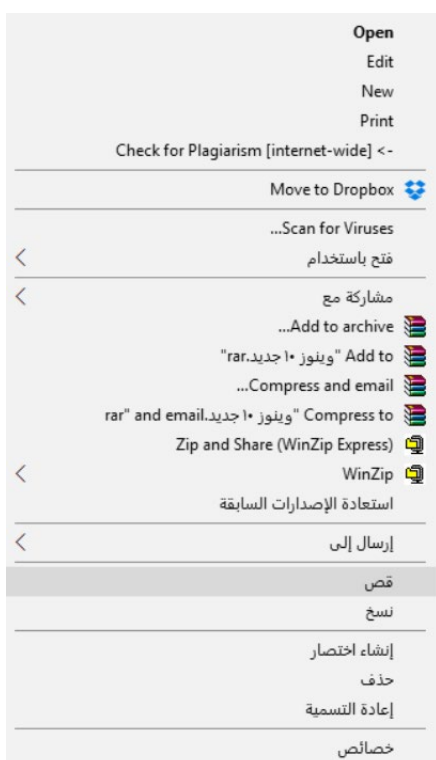 Open
Edit
New
Print
Check for Plagiarism [internet-wide] <-
Move to Dropbox
Scan for Viruses...
فتح باستخدام
مشاركة مع
Add to archive...
Add to "وينوز ١٠ جديد.rar"
Compress and email...
Compress to "وينوز ١٠ جديد.rar" and email
Zip and Share (WinZip Express)
WinZip
استعادة الإصدارات السابقة
إرسال إلى
قص
نسخ
إنشاء اختصار
حذف
إعادة التسمية
خصائص